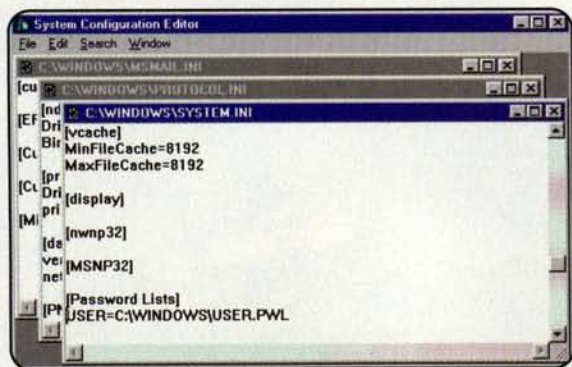 System Configuration Editor
File Edit Search Window
C:\WINDOWS\MSMAIL.INI
C:\WINDOWS\PROTOCOL.INI
C:\WINDOWS\SYSTEM.INI
[vcache]
MinFileCache=8192
MaxFileCache=8192
[display]
[nwnp32]
[MSNP32]
[Password Lists]
USER=C:\WINDOWS\USER.PWL